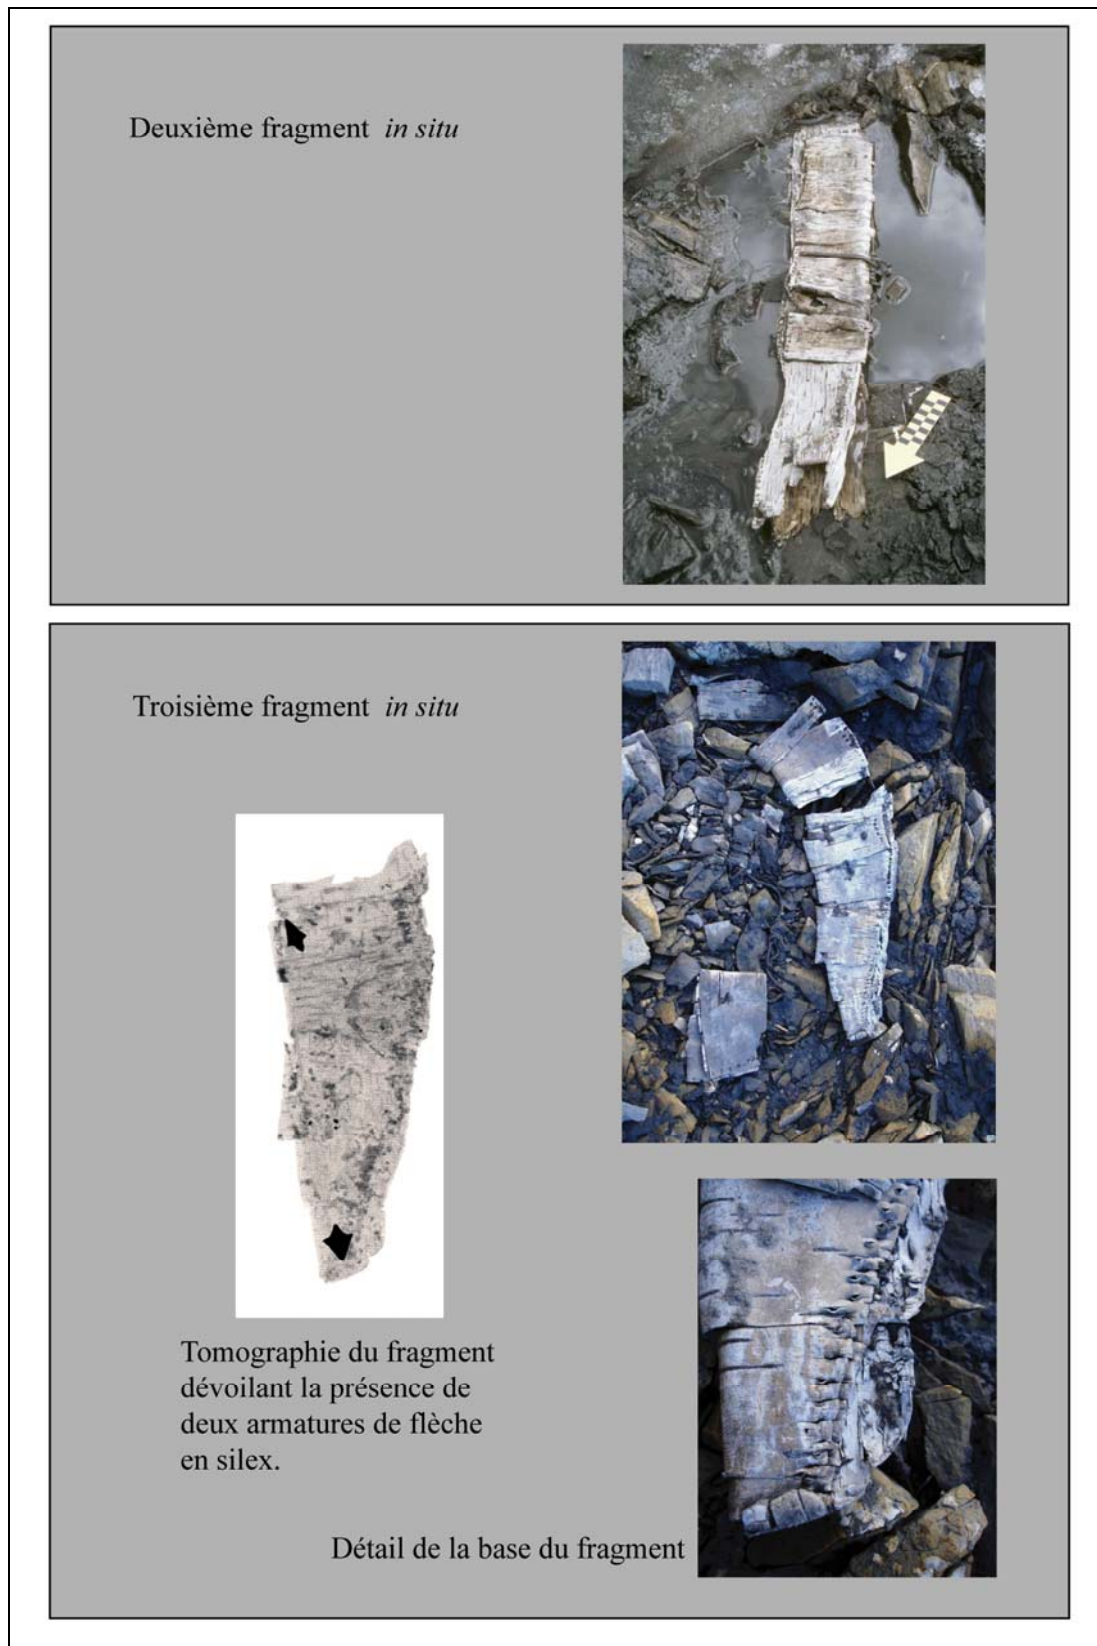 Deuxième fragment in situ
Troisième fragment in situ
Tomographie du fragment
dévoilant la présence de
deux armatures de flèche
en silex.
Détail de la base du fragment